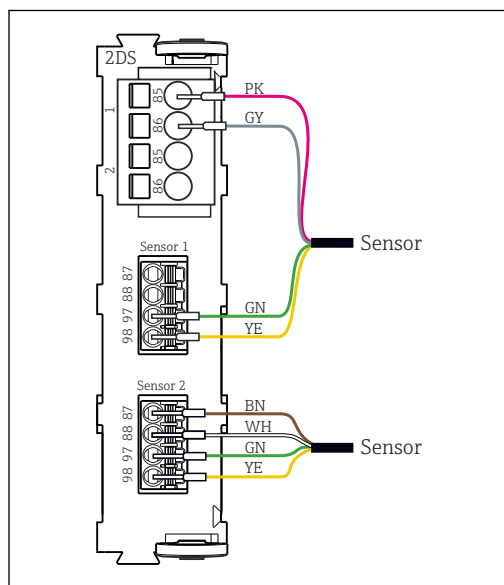 2DS
1
85
PK
86
GY
2
85
86
Sensor
Sensor 1
87
88
97
GN
98
YE
Sensor 2
87
BN
88
WH
Sensor
97
GN
98
YE